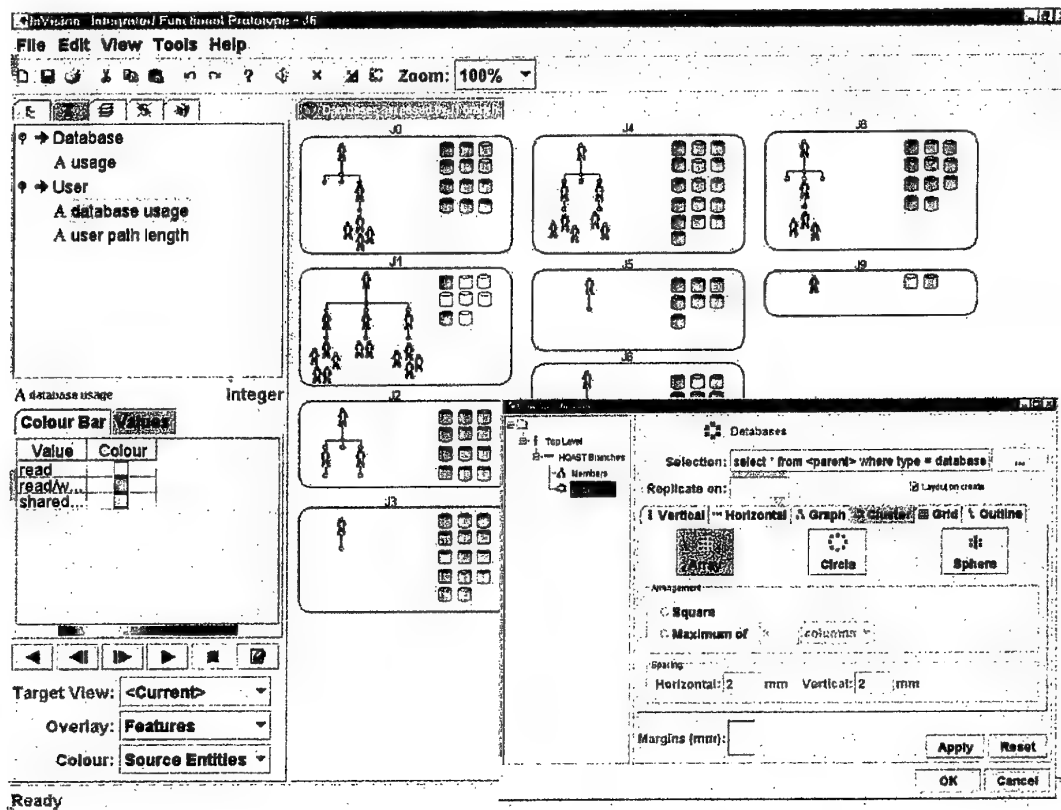 InVision Integrated Functional Prototype - J6
File Edit View Tools Help
Zoom: 100%
Database
A usage
User
A database usage
A user path length
A database usage Integer
Colour Bar Values
Value Colour
read
read/w...
shared...
Target View: <Current>
Overlay: Features
Colour: Source Entities
Ready
J0
J4
J8
J1
J5
J9
J6
J2
J3
Top Level
HQAST Branches
Members
Databases
Selection: select * from <parent> where type = database ...
Replicate on: Layout on create
Vertical Horizontal Graph Cluster Grid Outline
Array Circle Sphere
Arrangement
Square
Maximum of columns
Spacing
Horizontal: 2 mm Vertical: 2 mm
Margins (mm):
Apply Reset
OK Cancel